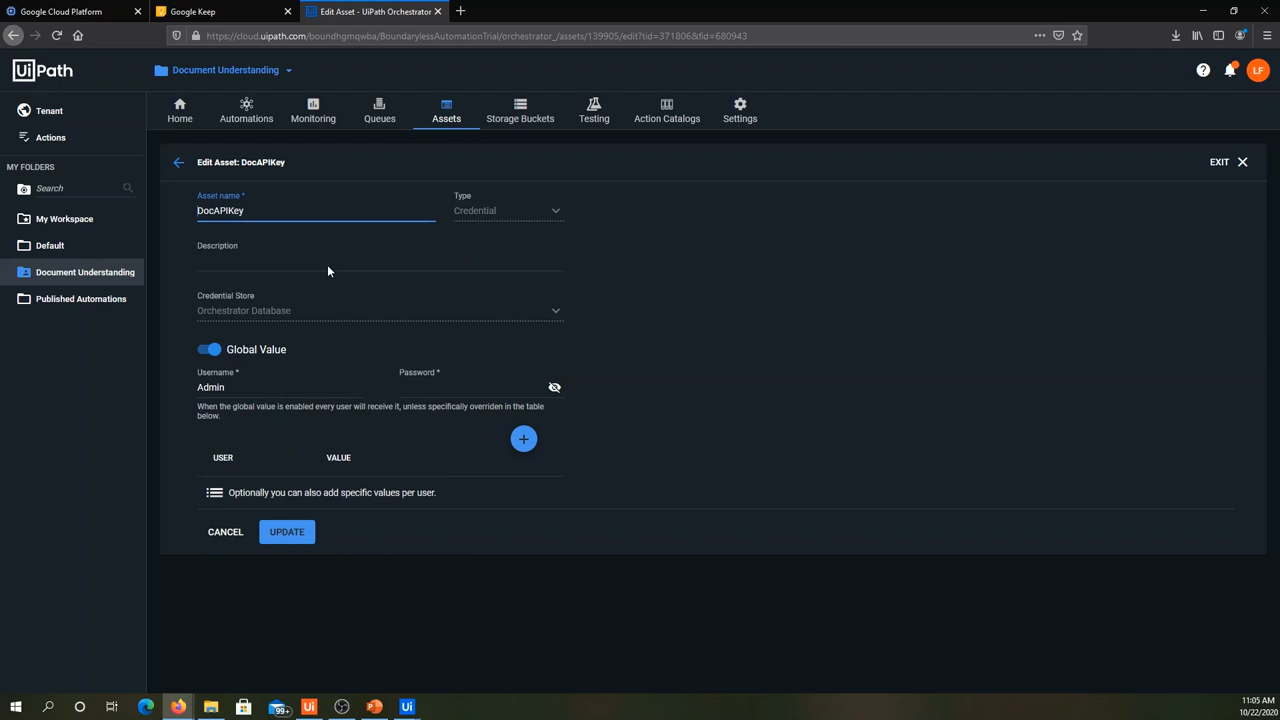 Google Cloud Platform
Google Keep
Edit Asset - UiPath Orchestrator
https://cloud.uipath.com/boundhgmqwba/BoundarylessAutomationTrial/orchestrator_/assets/139905/edit?tid=371806&fid=680943
UiPath
Document Understanding
LF
Tenant
Actions
MY FOLDERS
Search
My Workspace
Default
Document Understanding
Published Automations
Home
Automations
Monitoring
Queues
Assets
Storage Buckets
Testing
Action Catalogs
Settings
Edit Asset: DocAPIKey
EXIT
Asset name *
Type
DocAPIKey
Credential
Description
Credential Store
Orchestrator Database
Global Value
Username *
Password *
Admin
When the global value is enabled every user will receive it, unless specifically overriden in the table
below.
USER
VALUE
Optionally you can also add specific values per user.
CANCEL
UPDATE
99+
Ui
Ui
11:05 AM
10/22/2020